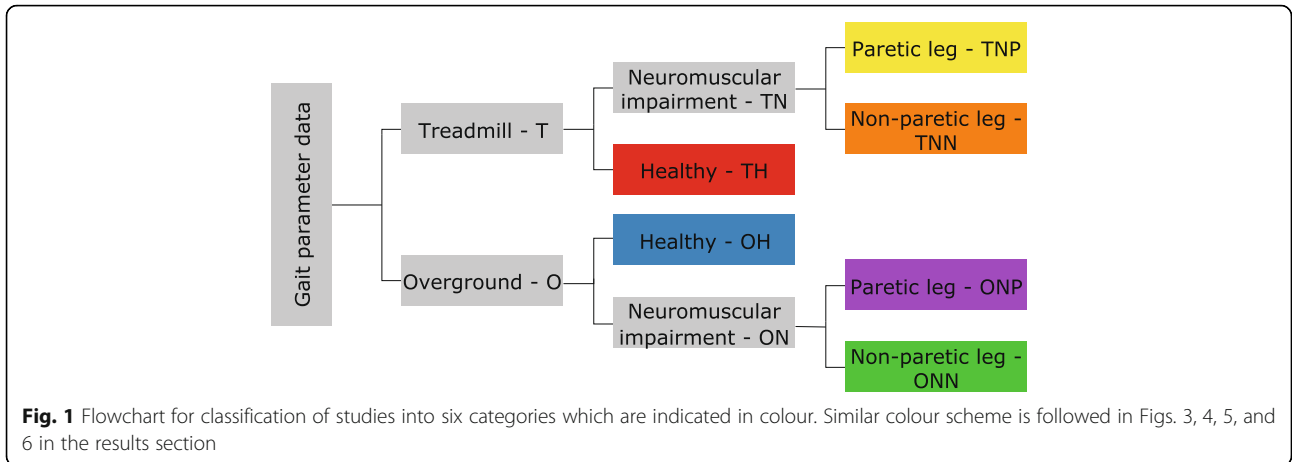 Gait parameter data
Treadmill - T
Overground - O
Neuromuscular
impairment - TN
Healthy - TH
Healthy - OH
Neuromuscular
impairment - ON
Paretic leg - TNP
Non-paretic leg -
TNN
Paretic leg - ONP
Non-paretic leg -
ONN
Fig. 1 Flowchart for classification of studies into six categories which are indicated in colour. Similar colour scheme is followed in Figs. 3, 4, 5, and
6 in the results section